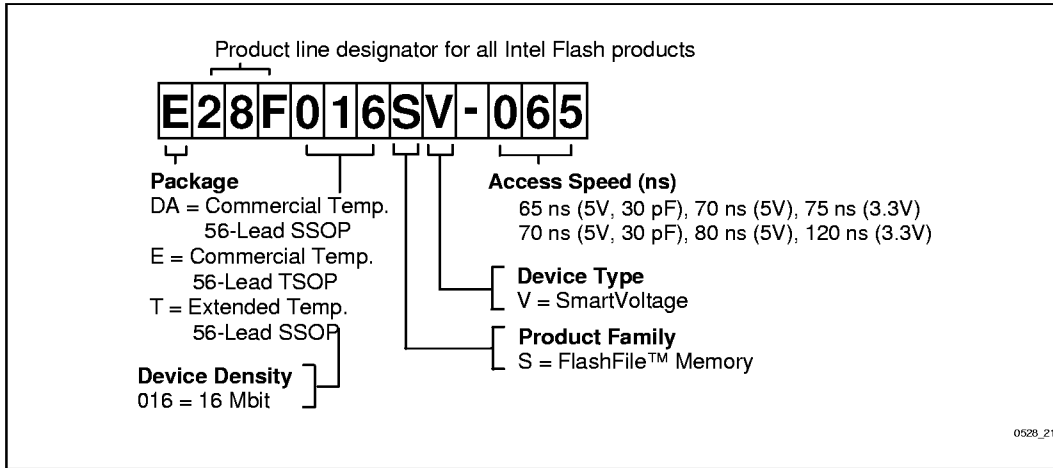 Product line designator for all Intel Flash products
E28F016SV-065
Package
DA = Commercial Temp.
56-Lead SSOP
E = Commercial Temp.
56-Lead TSOP
T = Extended Temp.
56-Lead SSOP
Device Density
016 = 16 Mbit
Access Speed (ns)
65 ns (5V, 30 pF), 70 ns (5V), 75 ns (3.3V)
70 ns (5V, 30 pF), 80 ns (5V), 120 ns (3.3V)
Device Type
V = SmartVoltage
Product Family
S = FlashFile™ Memory
0528_21